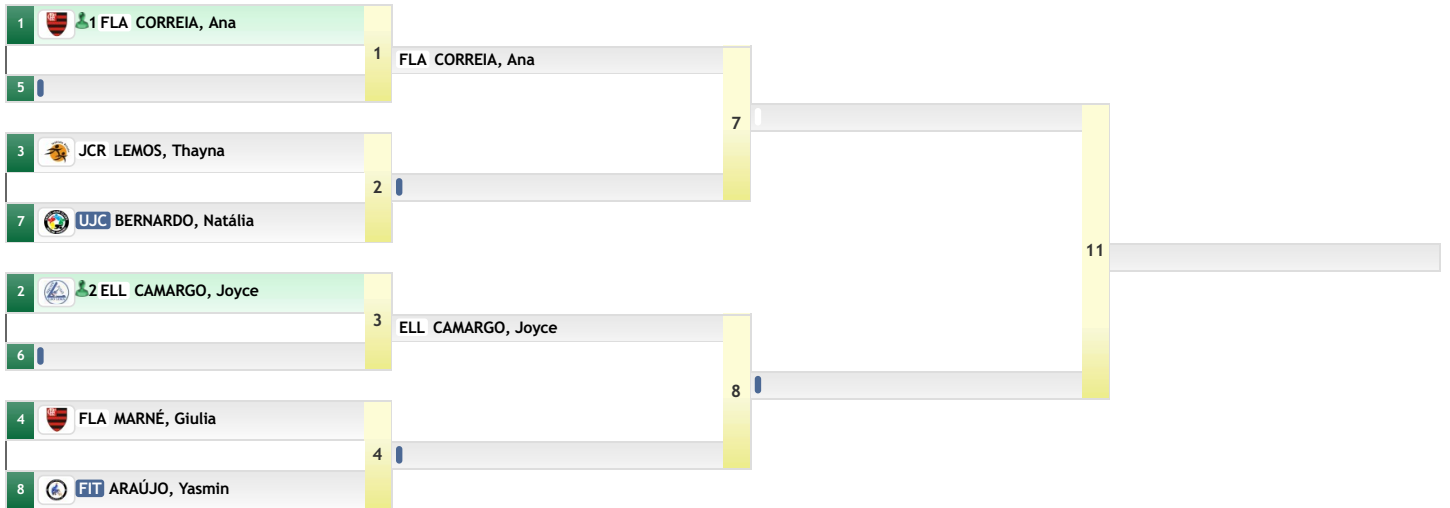 1 1 FLA CORREIA, Ana
1
FLA CORREIA, Ana
5
7
3 JCR LEMOS, Thayna
2
7 UJC BERNARDO, Natália
11
2 2 ELL CAMARGO, Joyce
3
ELL CAMARGO, Joyce
6
8
4 FLA MARNÉ, Giulia
4
8 FIT ARAÚJO, Yasmin